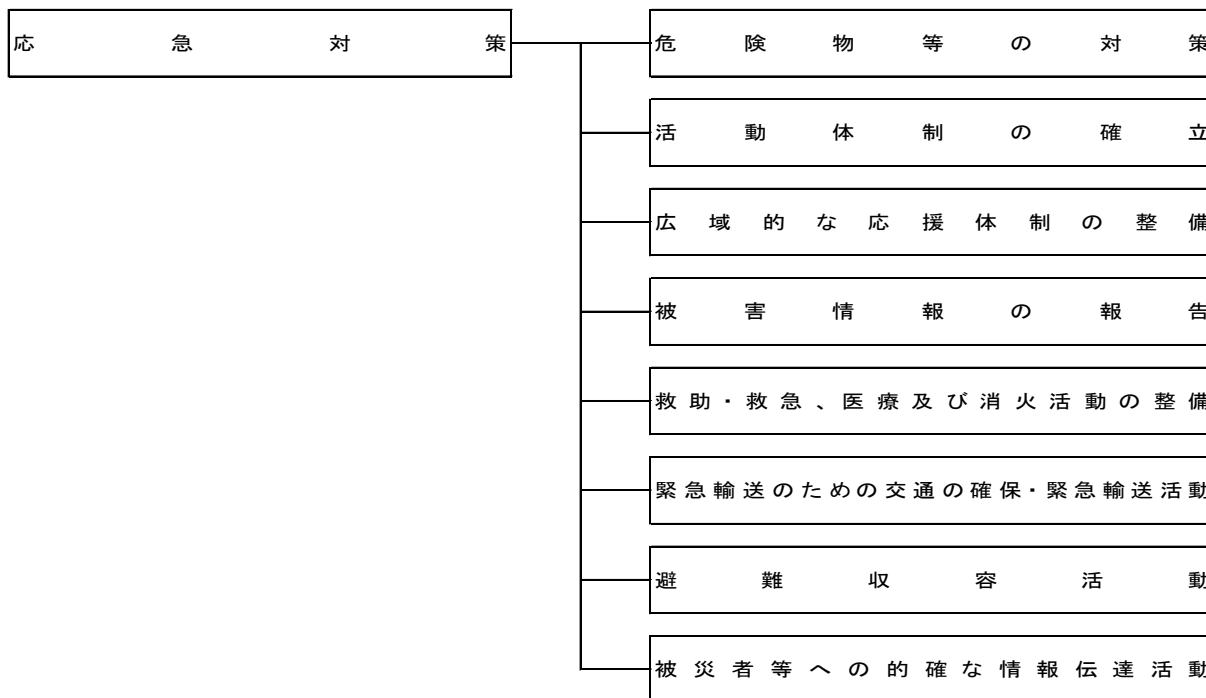 応急対策
危険物等の対策
活動体制の確立
広域的な応援体制の整備
被害情報の報告
救助・救急、医療及び消火活動の整備
緊急輸送のための交通の確保・緊急輸送活動
避難収容活動
被災者等への的確な情報伝達活動